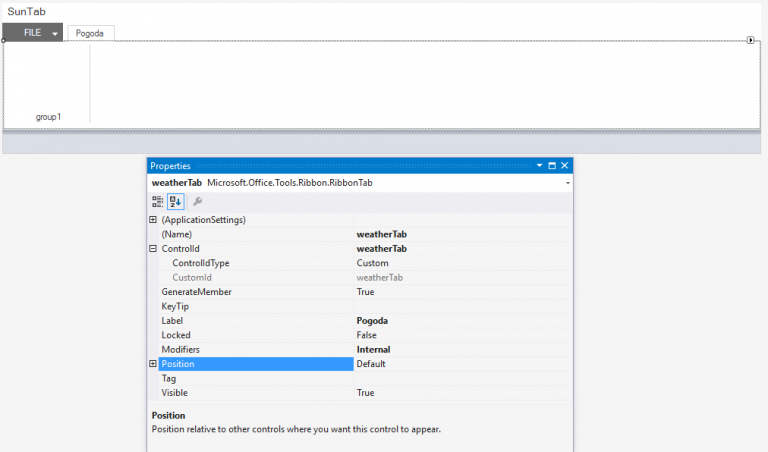 SunTab
FILE Pogoda
group1
Properties
weatherTab Microsoft.Office.Tools.Ribbon.RibbonTab
(ApplicationSettings)
(Name) weatherTab
ControlId weatherTab
ControlIdType Custom
CustomId weatherTab
GenerateMember True
KeyTip
Label Pogoda
Locked False
Modifiers Internal
Position Default
Tag
Visible True
Position
Position relative to other controls where you want this control to appear.